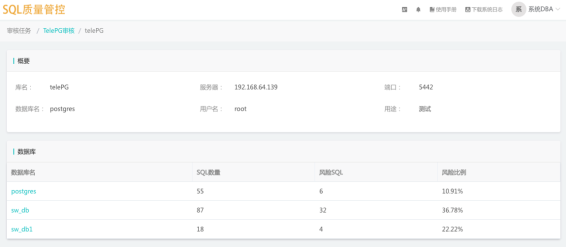 SQL质量管控
使用手册 下载系统日志 系 系统DBA
审核任务 / TelePG审核 / telePG
概要
库名： telePG 服务器： 192.168.64.139 端口： 5442
数据库名： postgres 用户名： root 用途： 测试
数据库
数据库名 SQL数量 风险SQL 风险比例
postgres 55 6 10.91%
sw_db 87 32 36.78%
sw_db1 18 4 22.22%